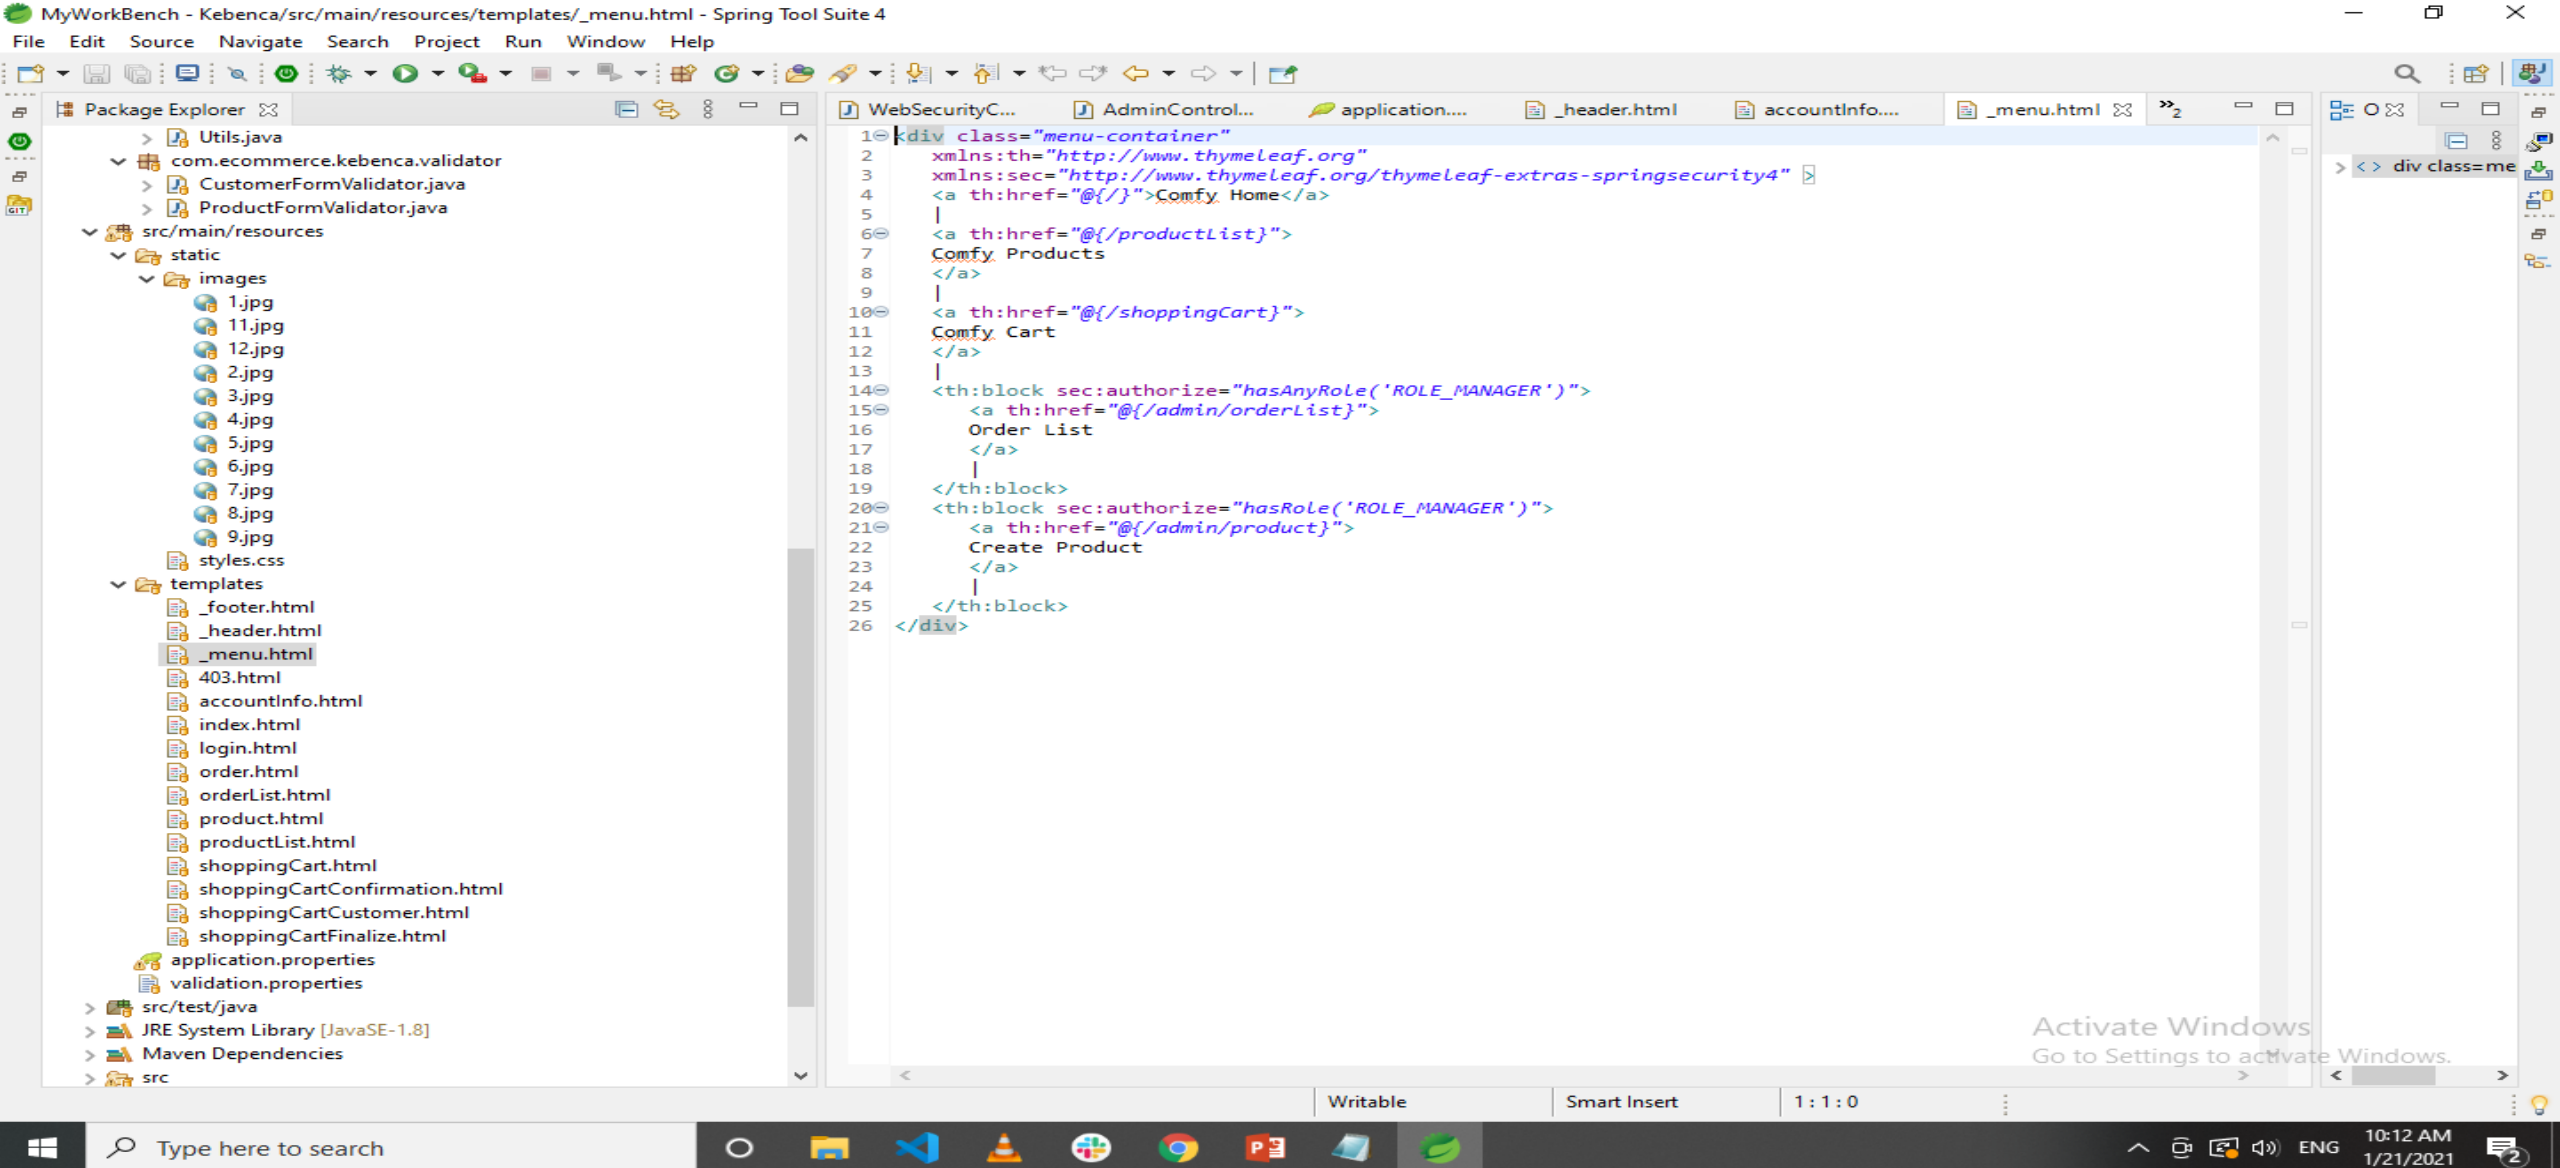 MyWorkBench - Kebenca/src/main/resources/templates/_menu.html - Spring Tool Suite 4
File Edit Source Navigate Search Project Run Window Help
Package Explorer
Utils.java
com.ecommerce.kebenca.validator
CustomerFormValidator.java
ProductFormValidator.java
src/main/resources
static
images
1.jpg
11.jpg
12.jpg
2.jpg
3.jpg
4.jpg
5.jpg
6.jpg
7.jpg
8.jpg
9.jpg
styles.css
templates
_footer.html
_header.html
_menu.html
403.html
accountInfo.html
index.html
login.html
order.html
orderList.html
product.html
productList.html
shoppingCart.html
shoppingCartConfirmation.html
shoppingCartCustomer.html
shoppingCartFinalize.html
application.properties
validation.properties
src/test/java
JRE System Library [JavaSE-1.8]
Maven Dependencies
src
WebSecurityC... AdminControl... application.... _header.html accountInfo.... _menu.html »2
1 <div class="menu-container"
2 xmlns:th="http://www.thymeleaf.org"
3 xmlns:sec="http://www.thymeleaf.org/thymeleaf-extras-springsecurity4" >
4 <a th:href="@{/}">Comfy Home</a>
5 |
6 <a th:href="@{/productList}">
7 Comfy Products
8 </a>
9 |
10 <a th:href="@{/shoppingCart}">
11 Comfy Cart
12 </a>
13 |
14 <th:block sec:authorize="hasAnyRole('ROLE_MANAGER')">
15 <a th:href="@{/admin/orderList}">
16 Order List
17 </a>
18 |
19 </th:block>
20 <th:block sec:authorize="hasRole('ROLE_MANAGER')">
21 <a th:href="@{/admin/product}">
22 Create Product
23 </a>
24 |
25 </th:block>
26 </div>
O
<> div class=me
GIT
Activate Windows
Go to Settings to activate Windows.
Writable Smart Insert 1 : 1 : 0
Type here to search
ENG
10:12 AM
1/21/2021
2